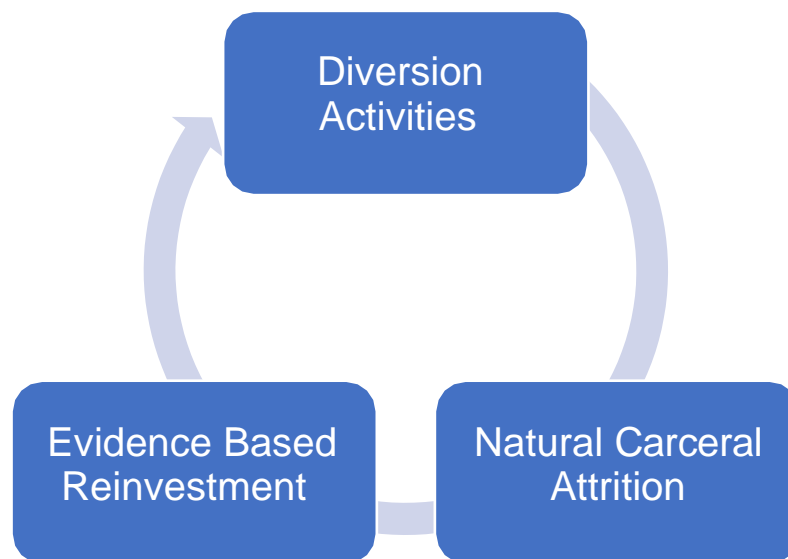 Diversion
Activities
Evidence Based
Reinvestment
Natural Carceral
Attrition